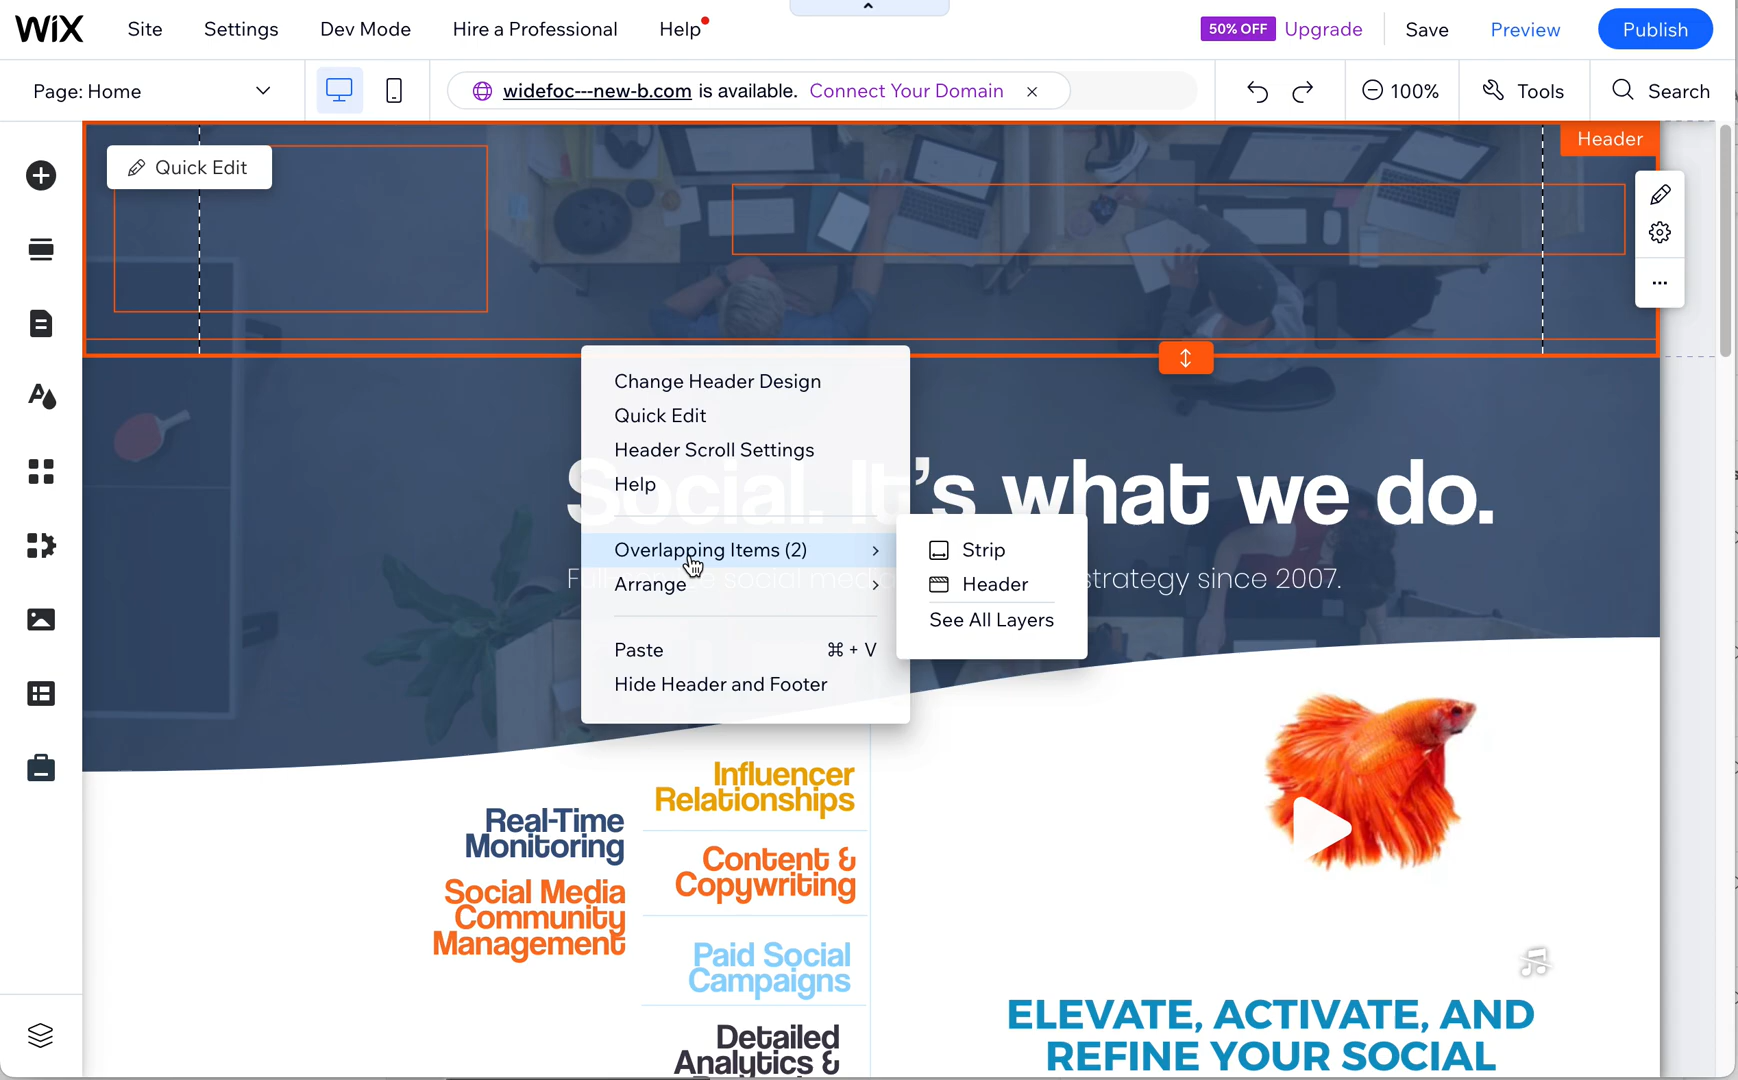 WiX
Site
Settings
Dev Mode
Hire a Professional
Help
50% OFF
Upgrade
Save
Preview
Publish
Page: Home
widefoc---new-b.com is available. Connect Your Domain
100%
Tools
Search
Header
Quick Edit
Change Header Design
Quick Edit
Header Scroll Settings
Help
Social. It's what we do.
Overlapping Items (2)
Strip
strategy since 2007.
Arrange
Header
See All Layers
Paste
⌘ + V
Hide Header and Footer
Influencer
Relationships
Real-Time
Monitoring
Content &
Copywriting
Social Media
Community
Management
Paid Social
Campaigns
Detailed
Analytics &
ELEVATE, ACTIVATE, AND
REFINE YOUR SOCIAL